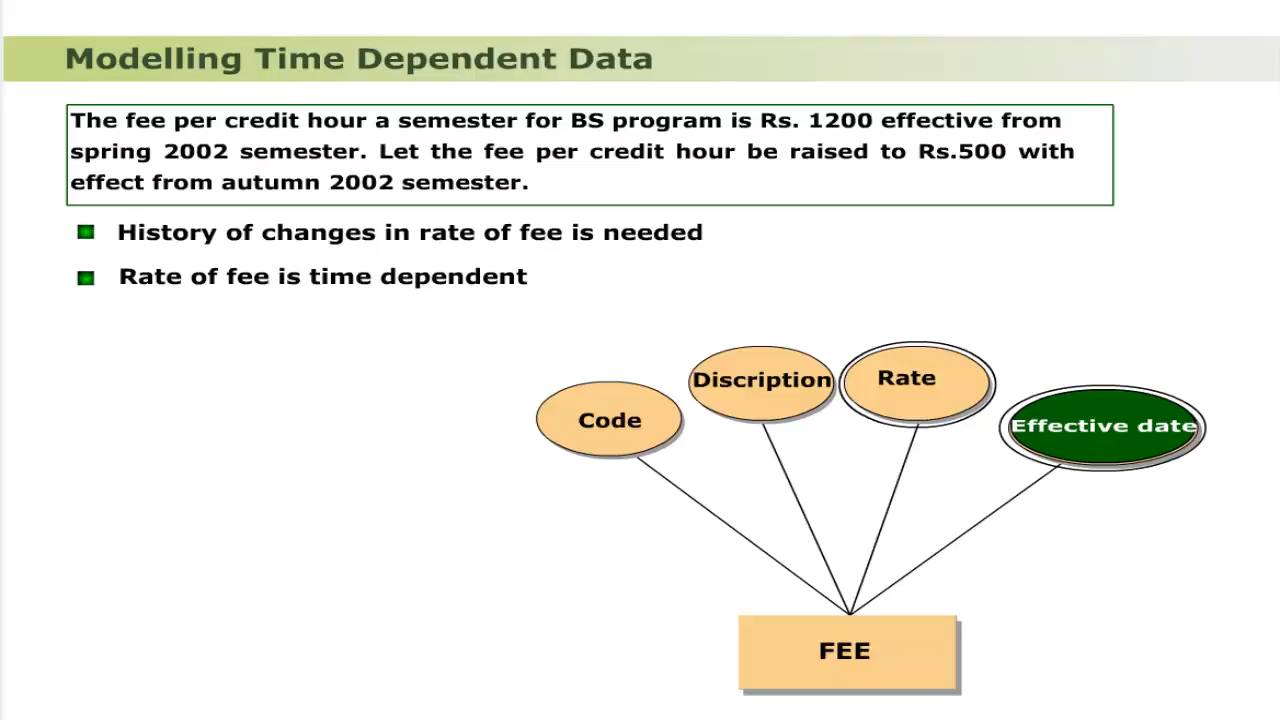 Modelling Time Dependent Data
The fee per credit hour a semester for BS program is Rs. 1200 effective from
spring 2002 semester. Let the fee per credit hour be raised to Rs.500 with
effect from autumn 2002 semester.
History of changes in rate of fee is needed
Rate of fee is time dependent
Code
Discription
Rate
Effective date
FEE